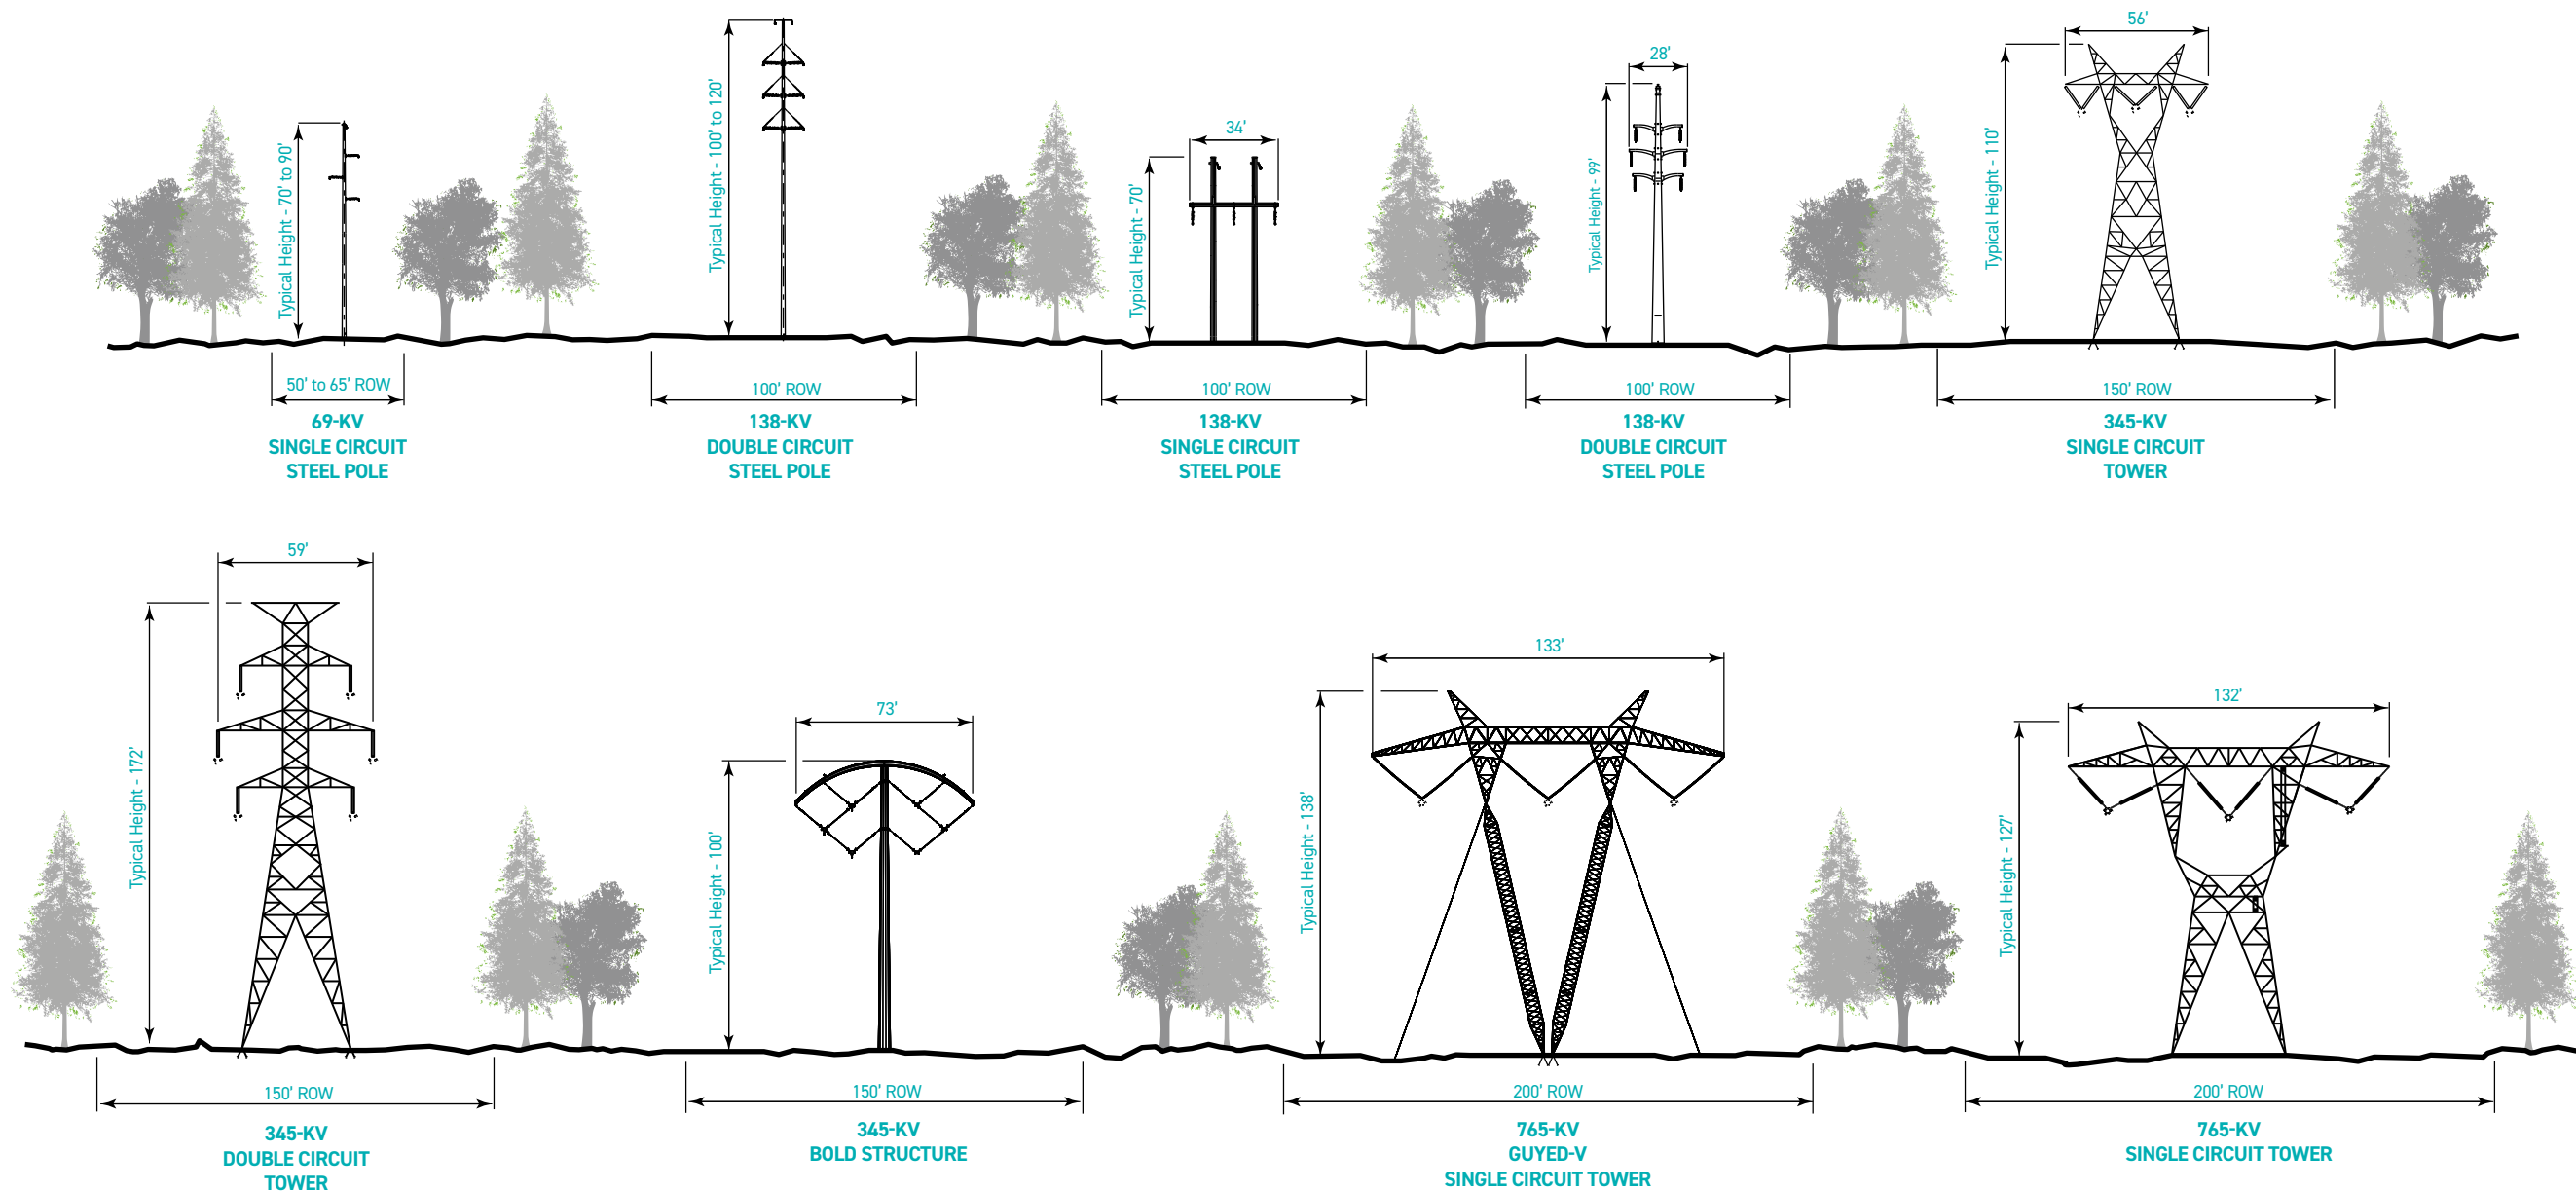 Typical Height - 70' to 90'
50' to 65' ROW
69-KV
SINGLE CIRCUIT
STEEL POLE
Typical Height - 100' to 120'
100' ROW
138-KV
DOUBLE CIRCUIT
STEEL POLE
34'
Typical Height - 70'
100' ROW
138-KV
SINGLE CIRCUIT
STEEL POLE
28'
Typical Height - 99'
100' ROW
138-KV
DOUBLE CIRCUIT
STEEL POLE
56'
Typical Height - 110'
150' ROW
345-KV
SINGLE CIRCUIT
TOWER
59'
Typical Height - 172'
150' ROW
345-KV
DOUBLE CIRCUIT
TOWER
73'
Typical Height - 100'
150' ROW
345-KV
BOLD STRUCTURE
133'
Typical Height - 138'
200' ROW
765-KV
GUYED-V
SINGLE CIRCUIT TOWER
132'
Typical Height - 127'
200' ROW
765-KV
SINGLE CIRCUIT TOWER